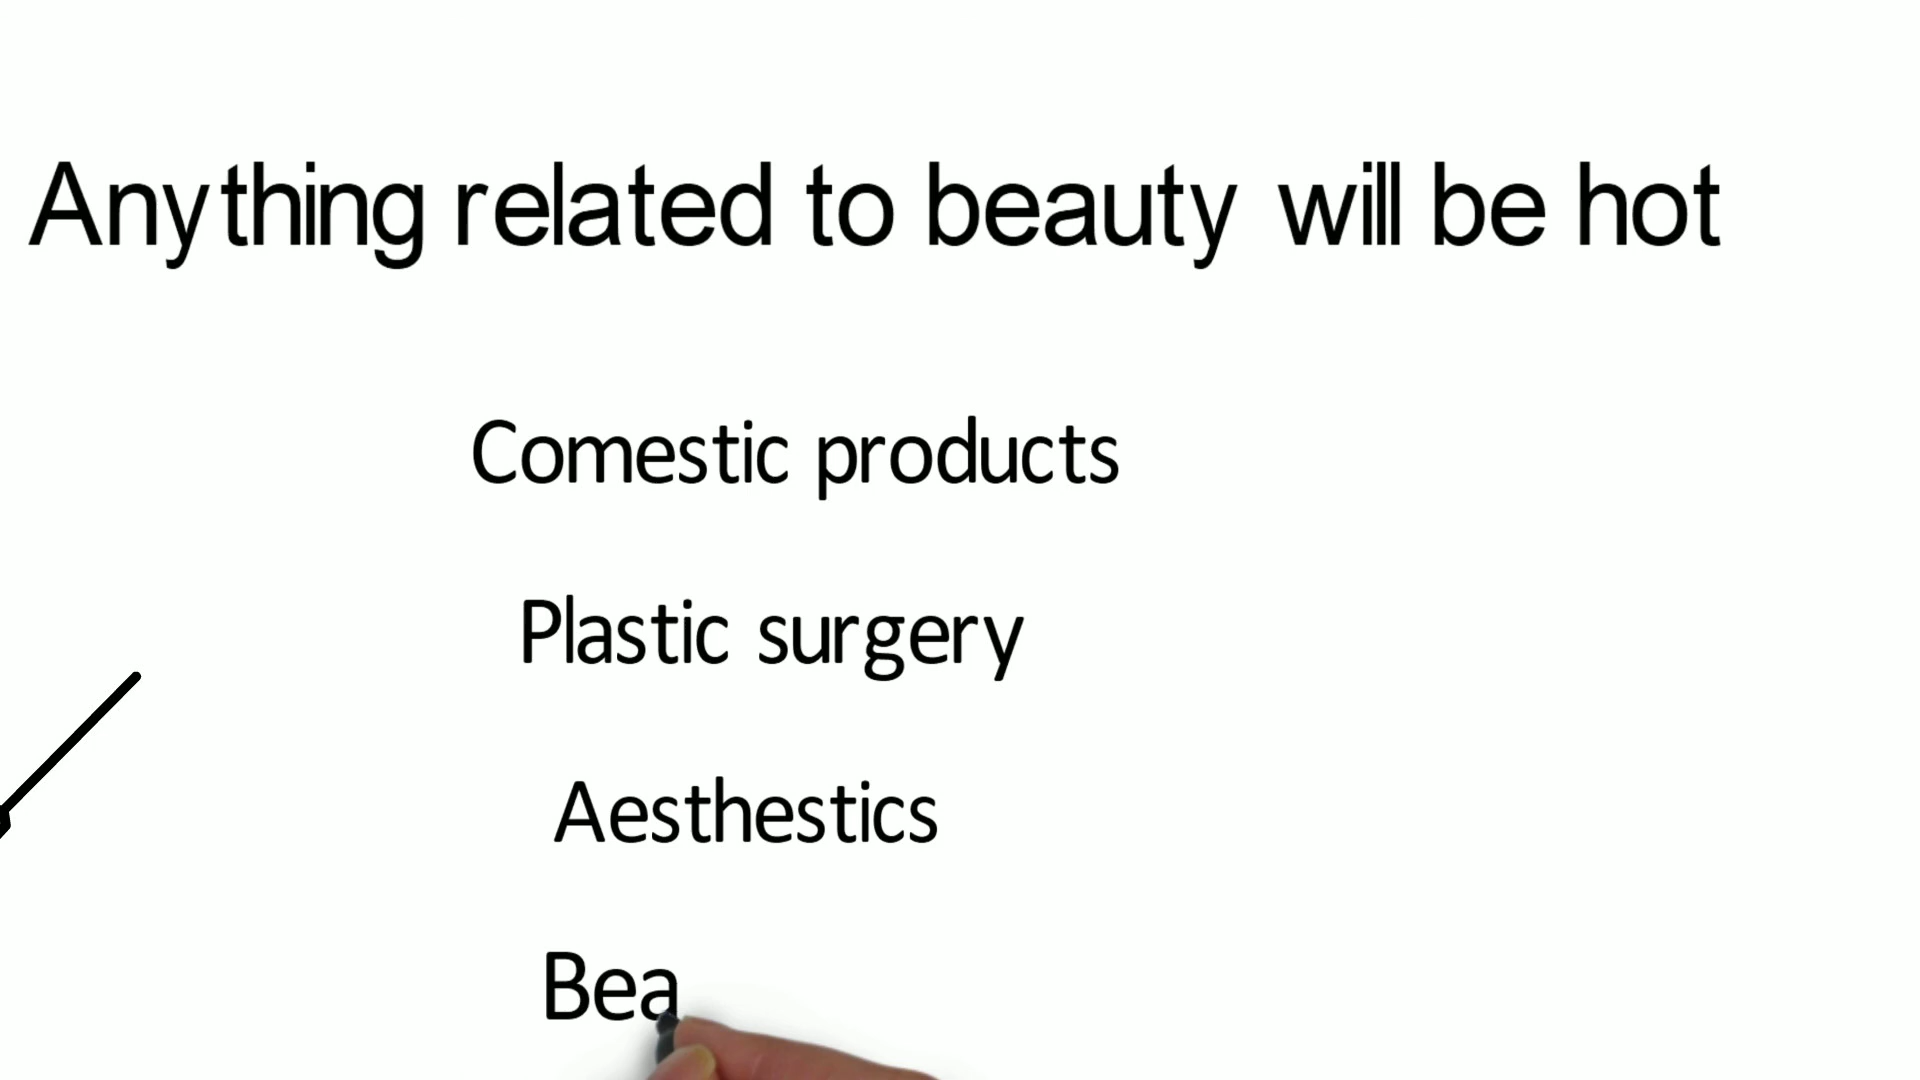 Anything related to beauty will be hot
Comestic products
Plastic surgery
Aesthestics
Bea